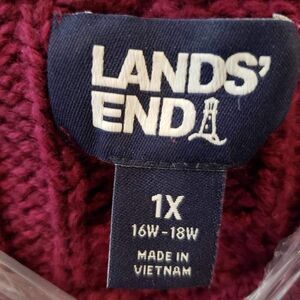 LANDS'
END
1X
16W-18W
MADE IN
VIETNAM